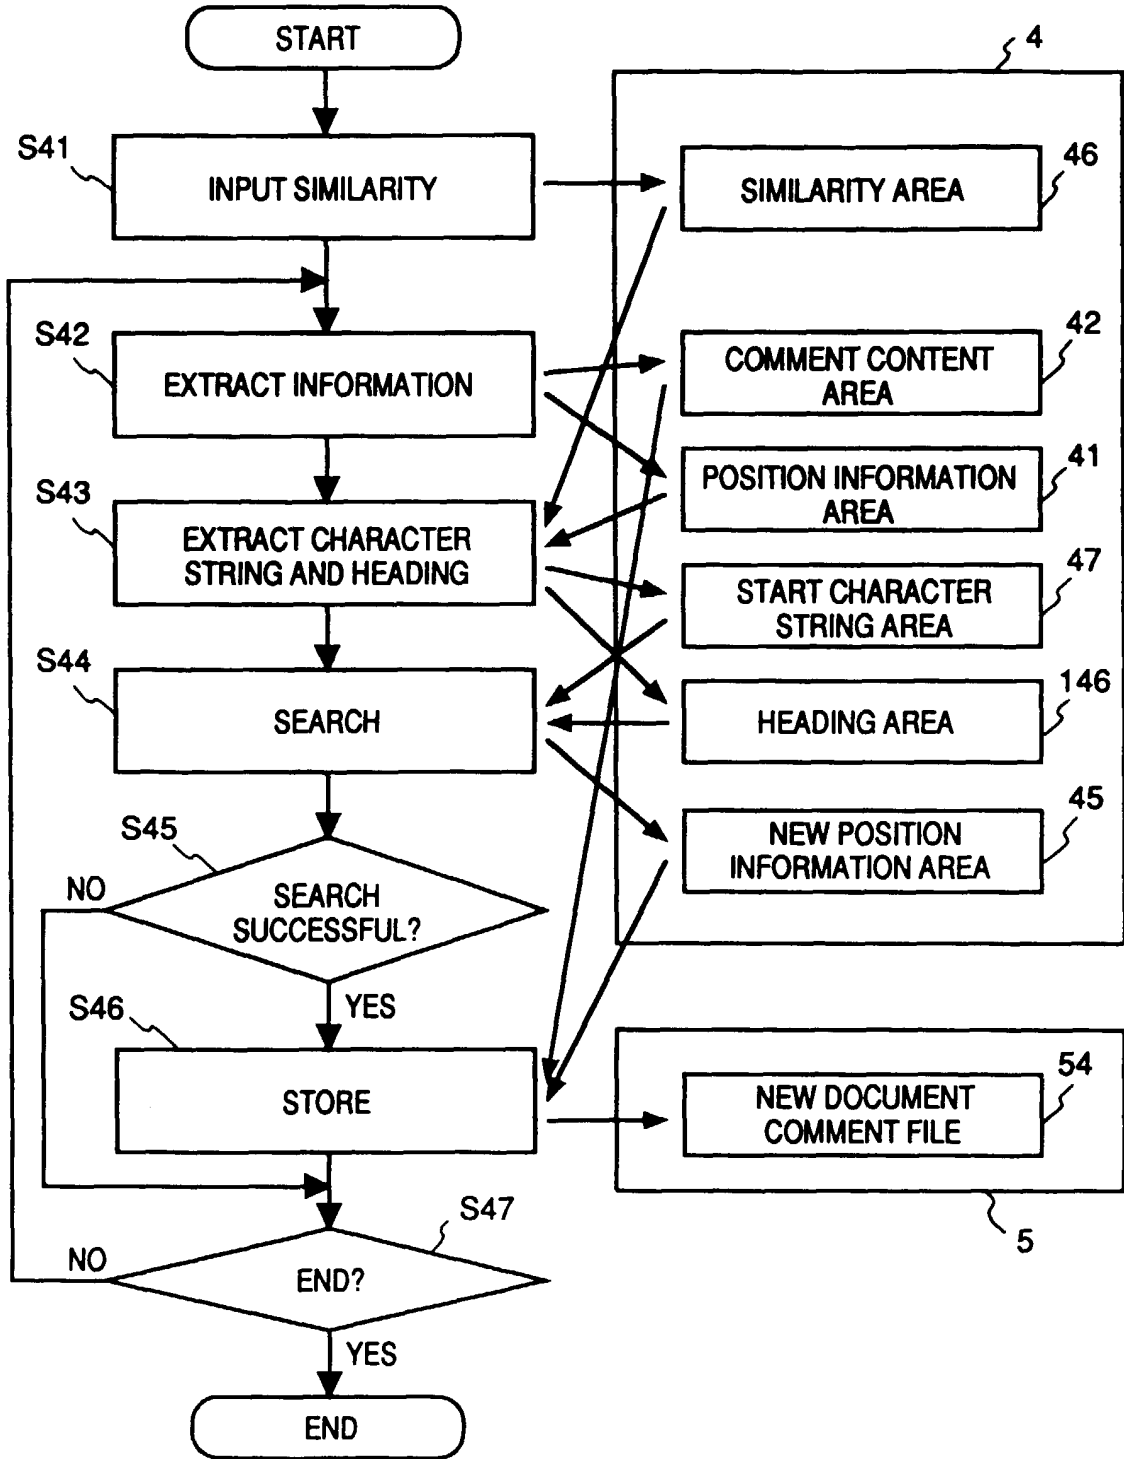 START
4
S41
INPUT SIMILARITY
46
SIMILARITY AREA
S42
EXTRACT INFORMATION
42
COMMENT CONTENT
AREA
41
POSITION INFORMATION
AREA
S43
EXTRACT CHARACTER
STRING AND HEADING
47
START CHARACTER
STRING AREA
S44
SEARCH
146
HEADING AREA
45
NEW POSITION
INFORMATION AREA
S45
NO
SEARCH
SUCCESSFUL?
YES
S46
STORE
54
NEW DOCUMENT
COMMENT FILE
5
S47
NO
END?
YES
END